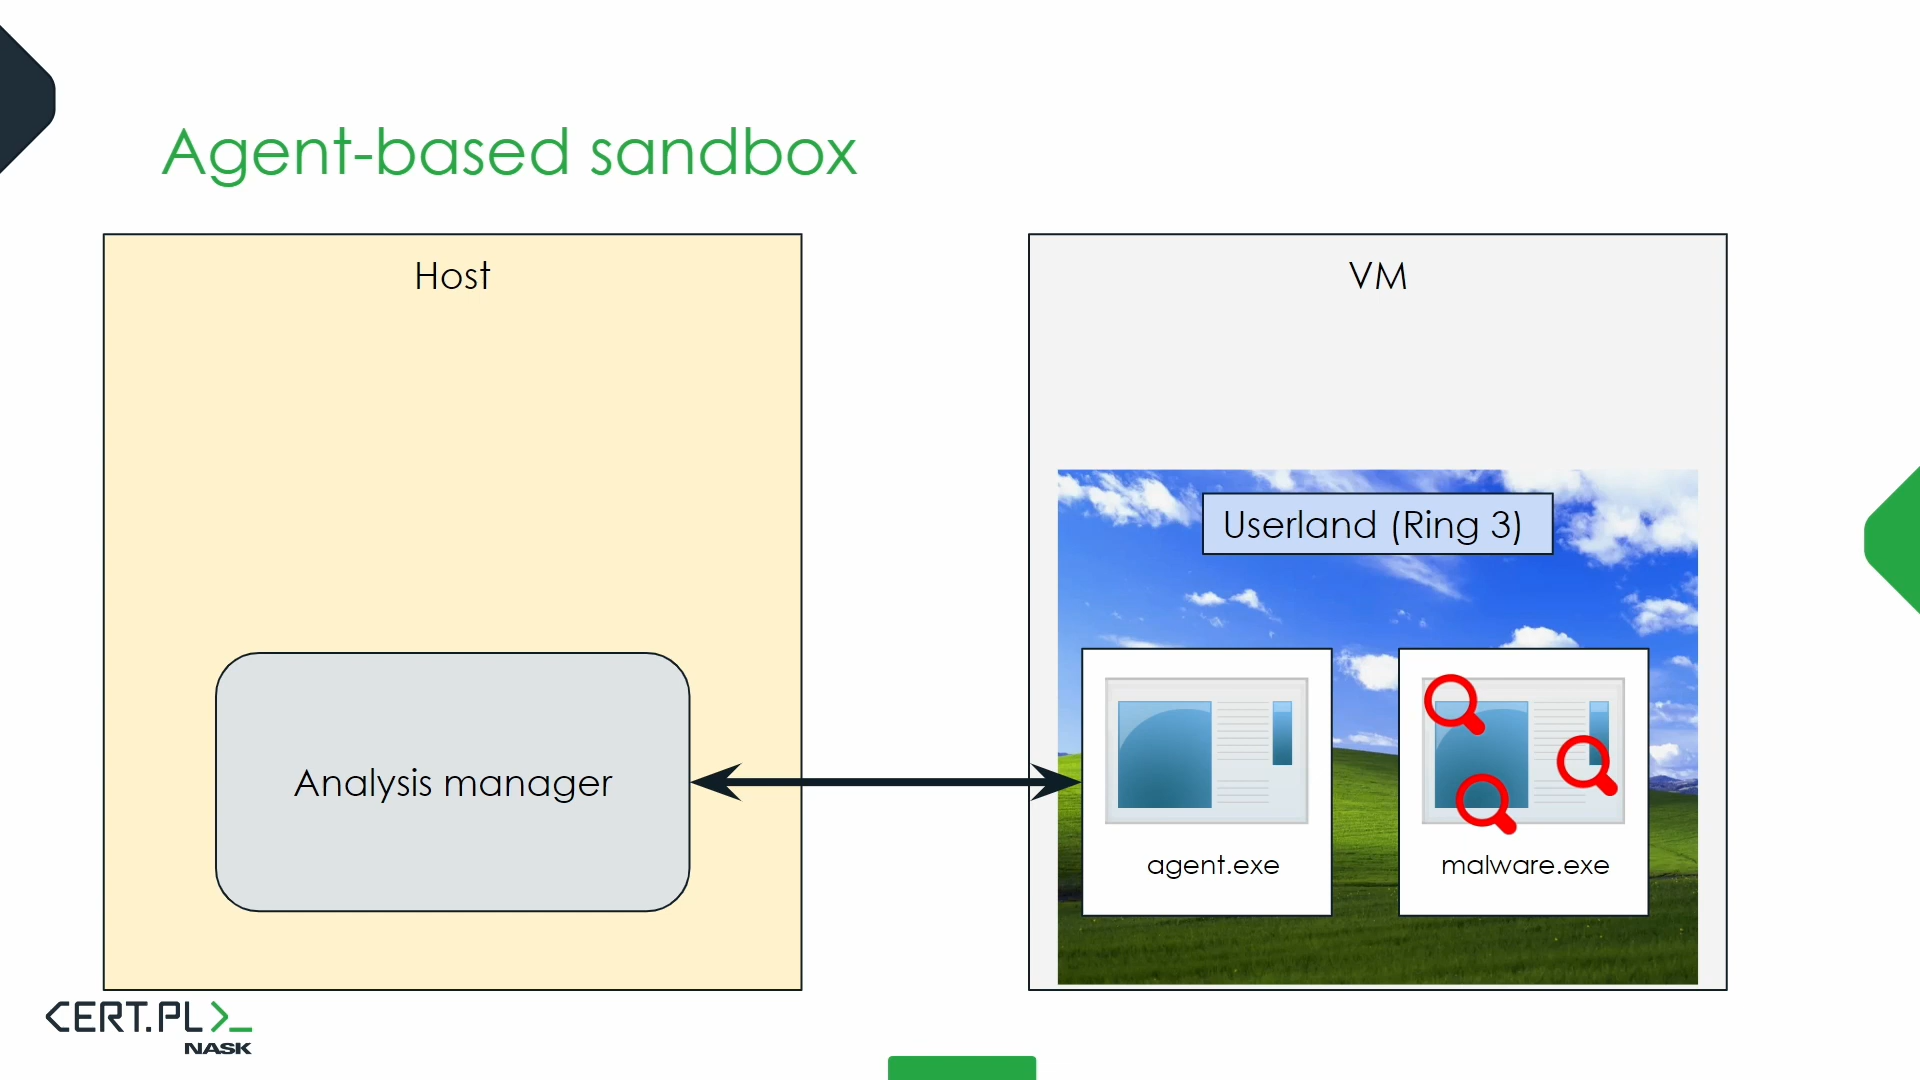 Agent-based sandbox
Host
VM
Userland (Ring 3)
Analysis manager
agent.exe
malware.exe
CERT.PL>_
NASK